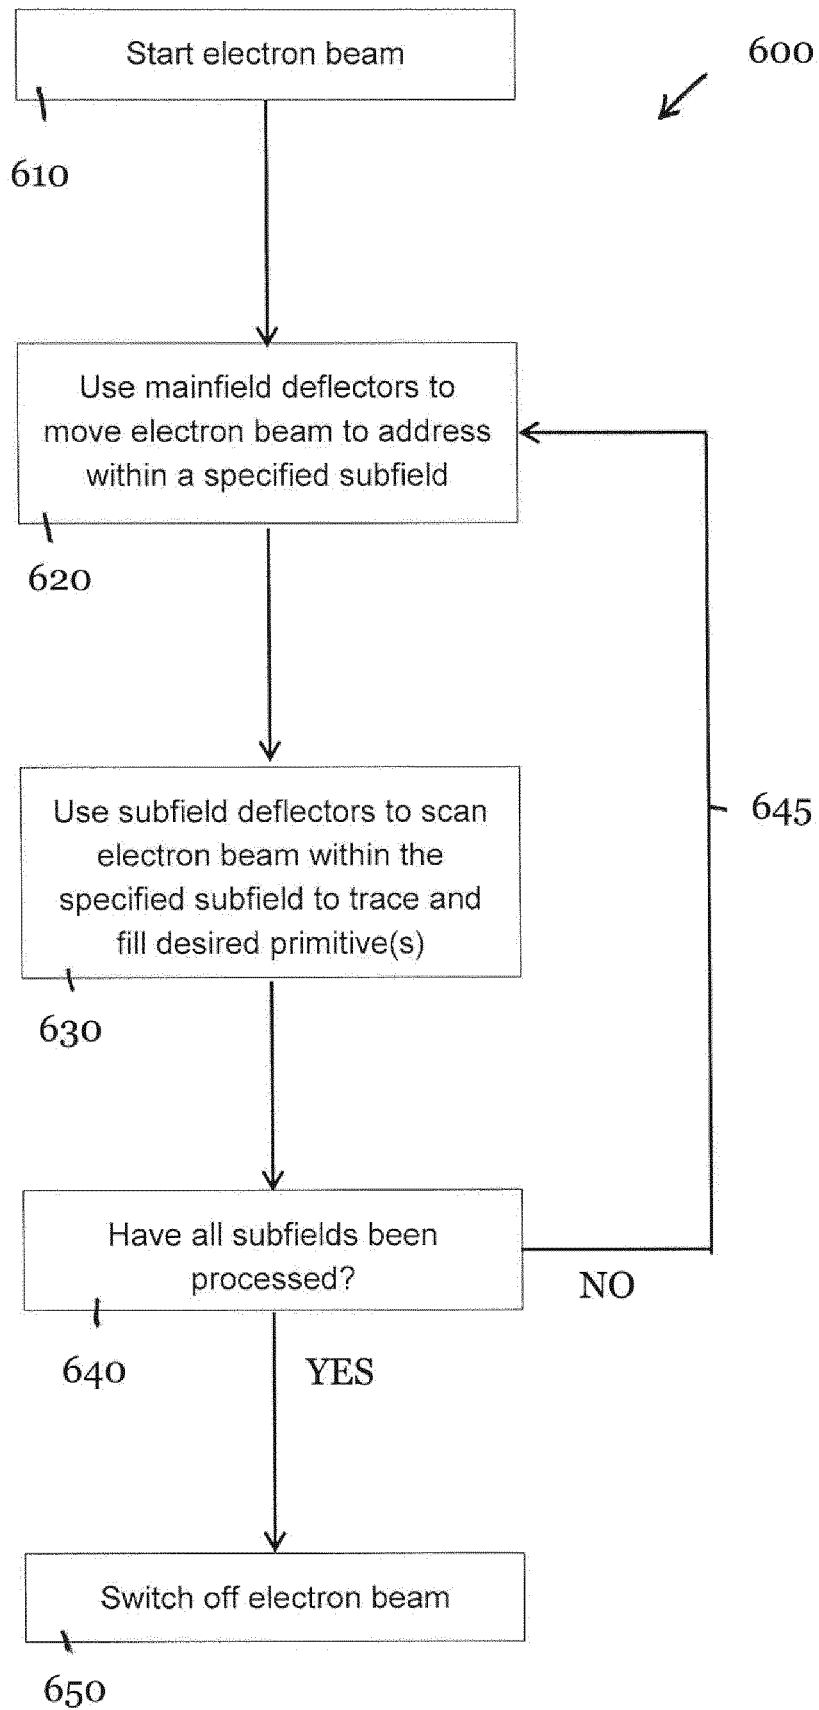 Start electron beam
600
610
Use mainfield deflectors to
move electron beam to address
within a specified subfield
620
Use subfield deflectors to scan
electron beam within the
specified subfield to trace and
fill desired primitive(s)
645
630
Have all subfields been
processed?
NO
640
YES
Switch off electron beam
650